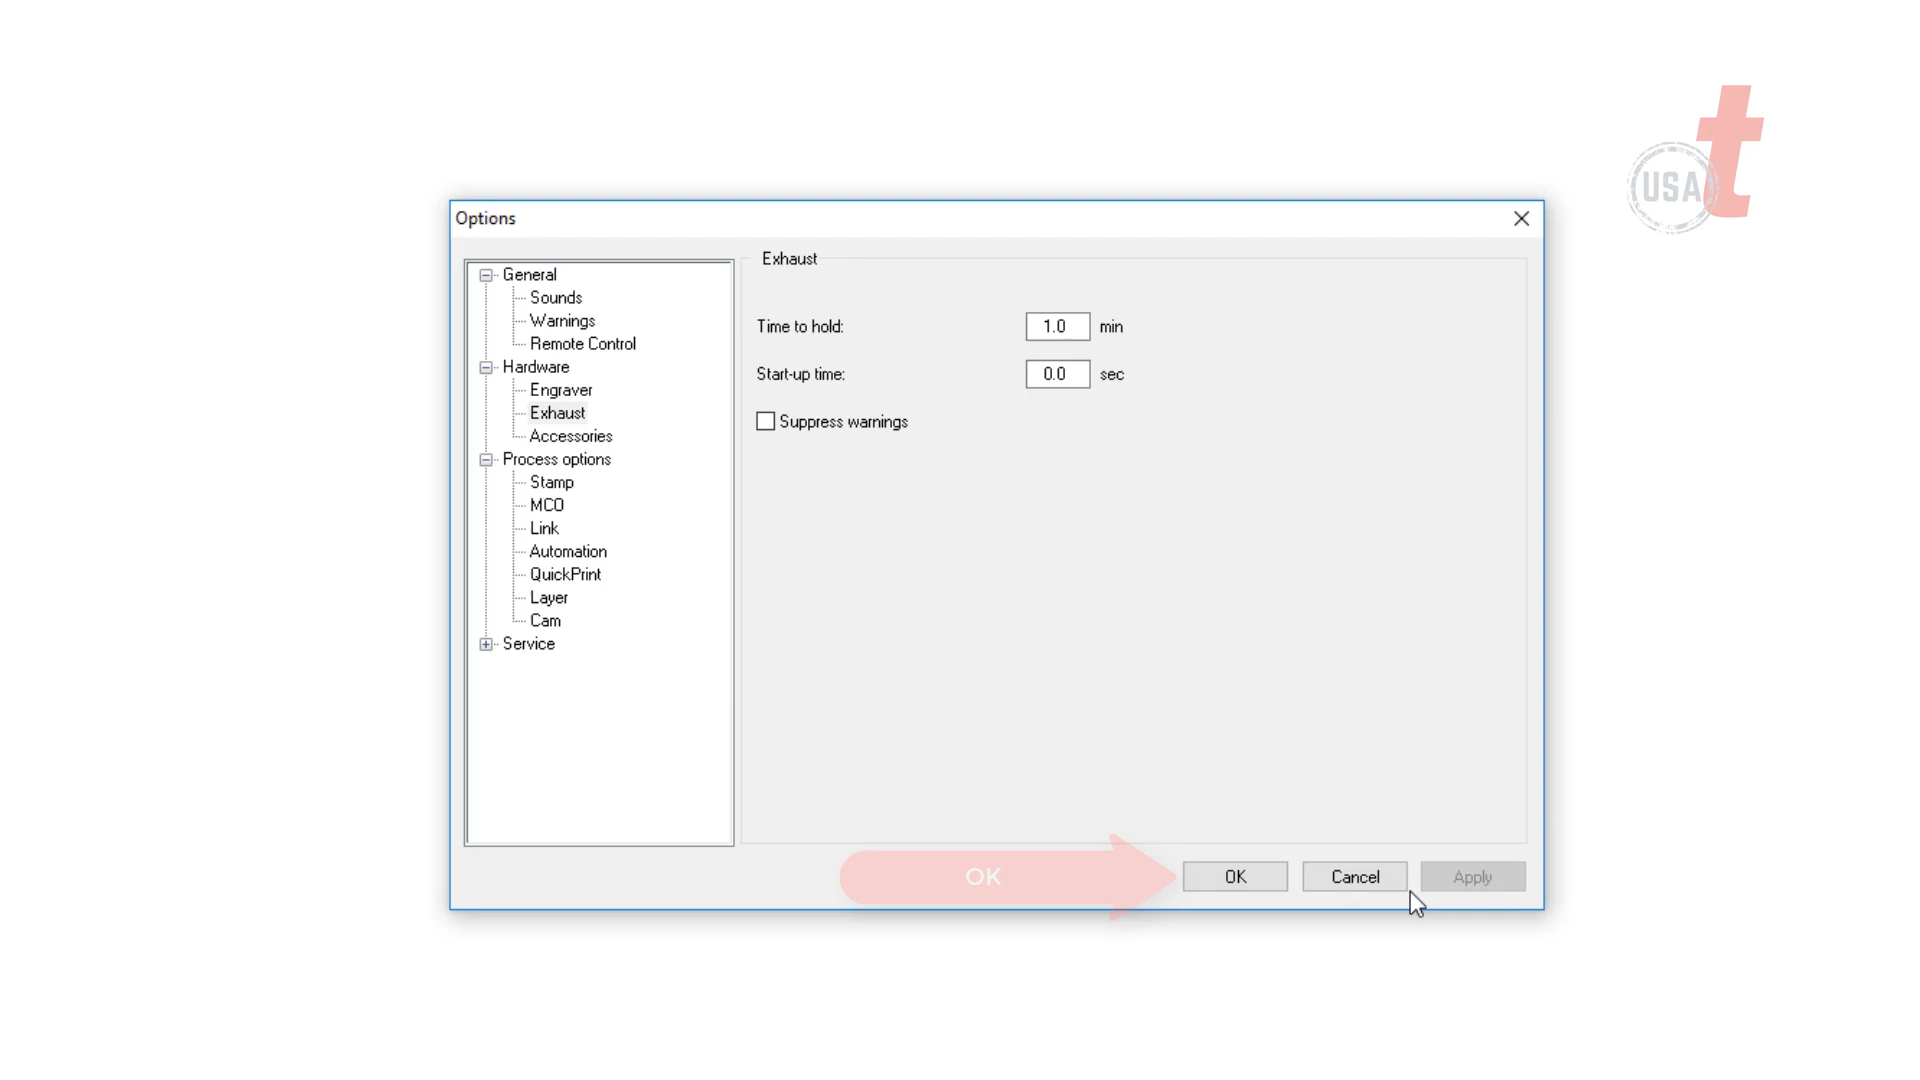 t
USA
Options
Exhaust
General
Sounds
Warnings
Remote Control
Hardware
Engraver
Exhaust
Accessories
Process options
Stamp
MCO
Link
Automation
QuickPrint
Layer
Cam
Service
Time to hold: 1.0 min
Start-up time: 0.0 sec
Suppress warnings
OK
OK Cancel Apply